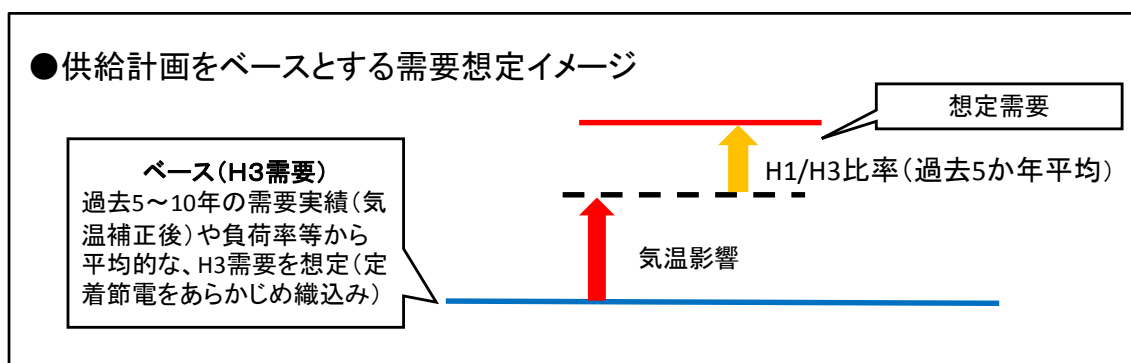 ●供給計画をベースとする需要想定イメージ
想定需要
ベース(H3需要)
過去5~10年の需要実績(気
温補正後)や負荷率等から
平均的な、H3需要を想定(定
着節電をあらかじめ織込み)
H1/H3比率(過去5か年平均)
気温影響